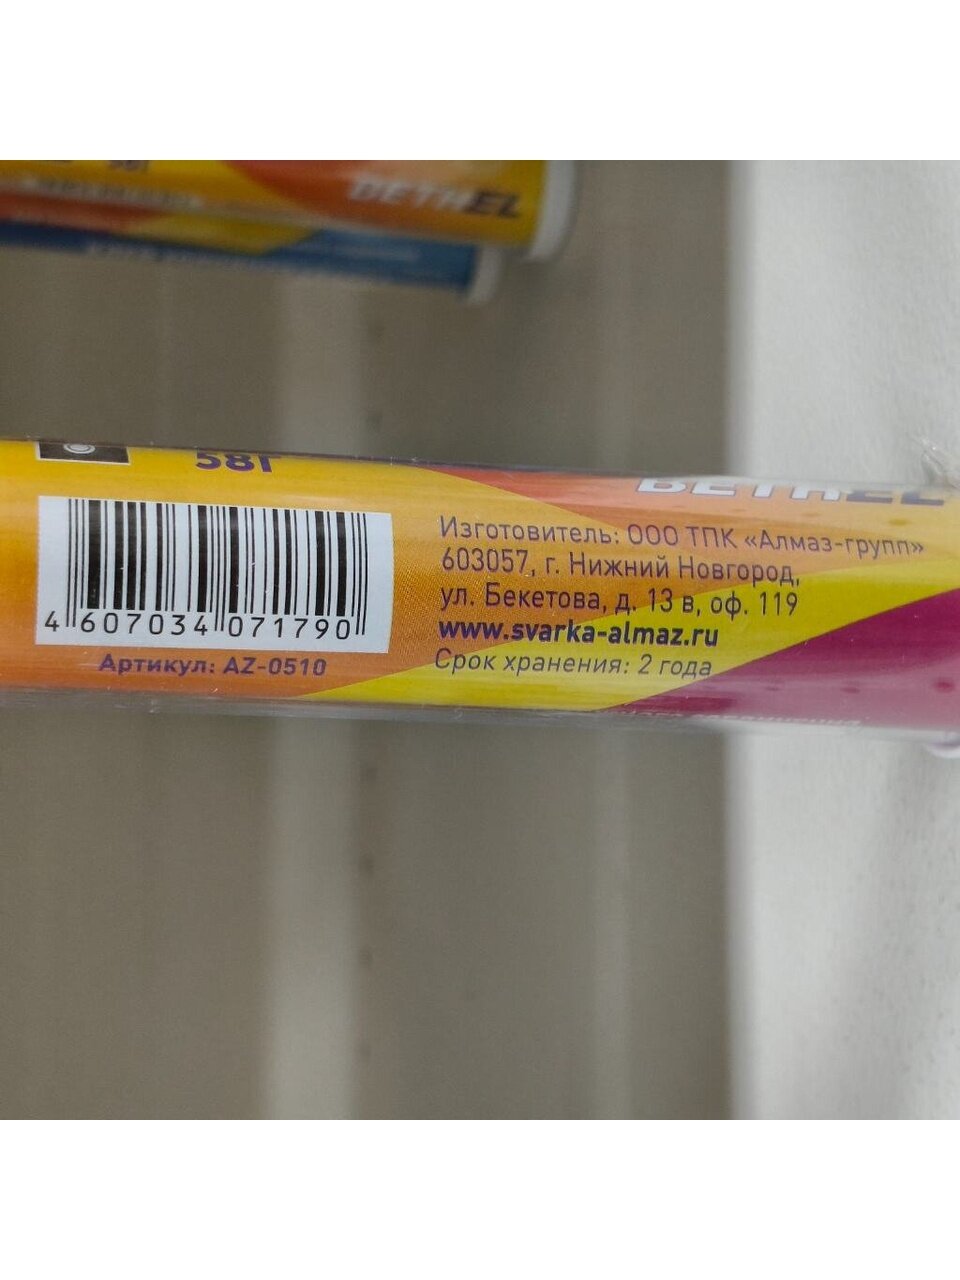 BETHEL
58г
BETHEL
4 607034 071790
Артикул: AZ-0510
Изготовитель: ООО ТПК «Алмаз-групп»
603057, г. Нижний Новгород,
ул. Бекетова, д. 13 в, оф. 119
www.svarka-almaz.ru
Срок хранения: 2 года